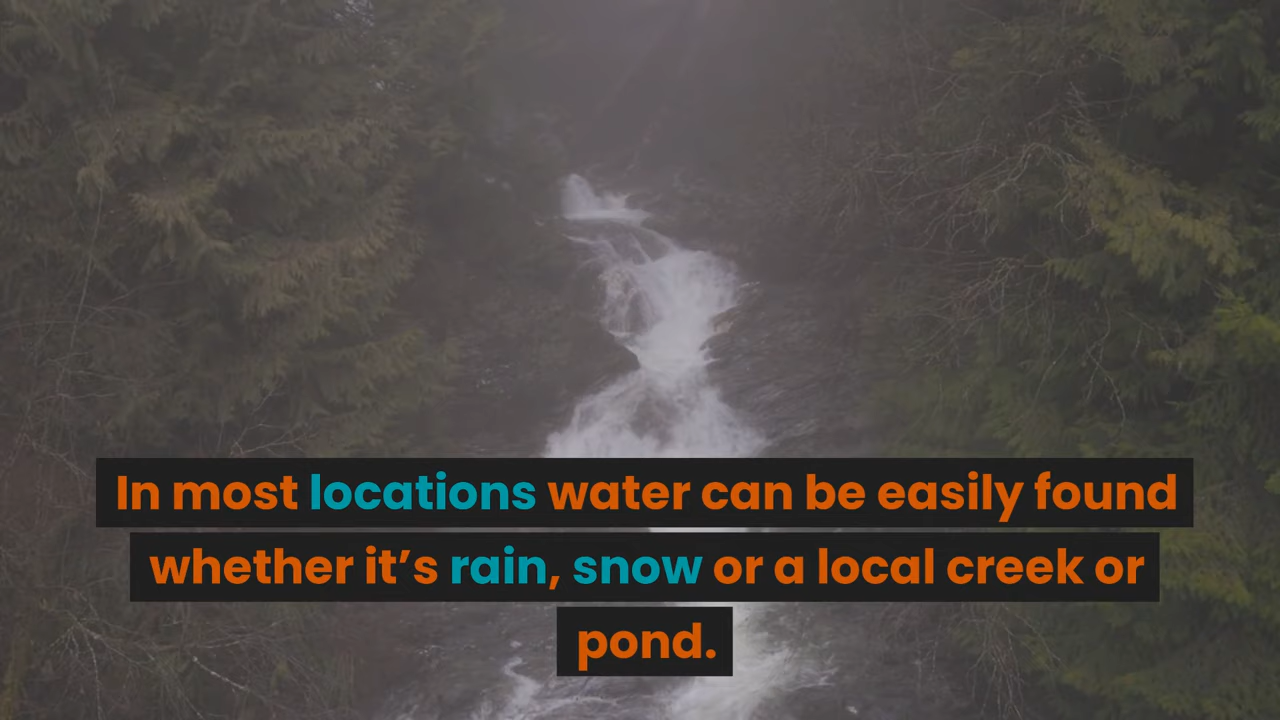 In most locations water can be easily found
whether it’s rain, snow or a local creek or
pond.